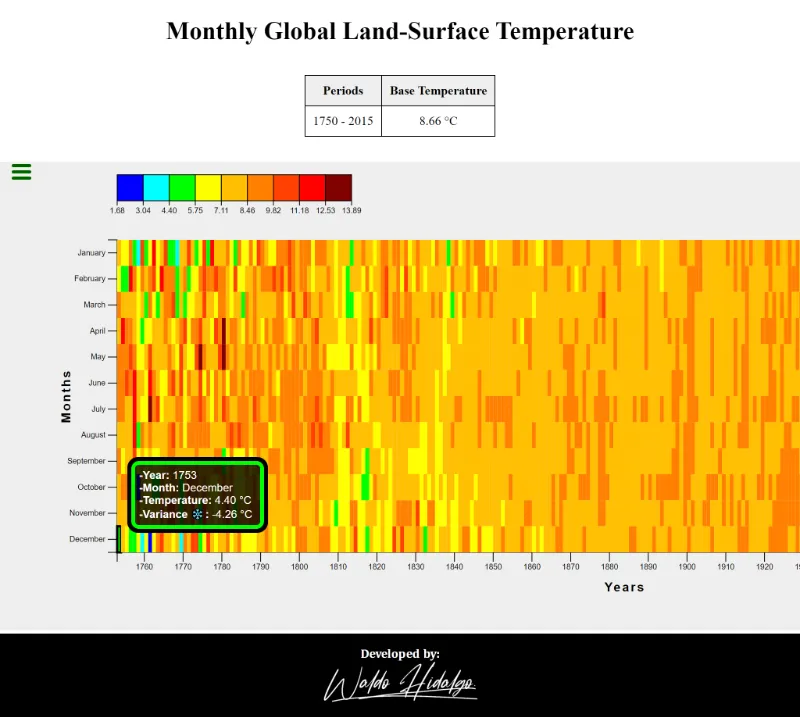 Monthly Global Land-Surface Temperature
Periods Base Temperature
1750 - 2015 8.66 °C
1.68 3.04 4.40 5.75 7.11 8.46 9.82 11.18 12.53 13.89
January
February
March
April
May
June
July
August
September
October
November
December
Months
-Year: 1753
-Month: December
-Temperature: 4.40 °C
-Variance ❄ : -4.26 °C
1760 1770 1780 1790 1800 1810 1820 1830 1840 1850 1860 1870 1880 1890 1900 1910 1920
Years
Developed by:
Waldo Hidalgo